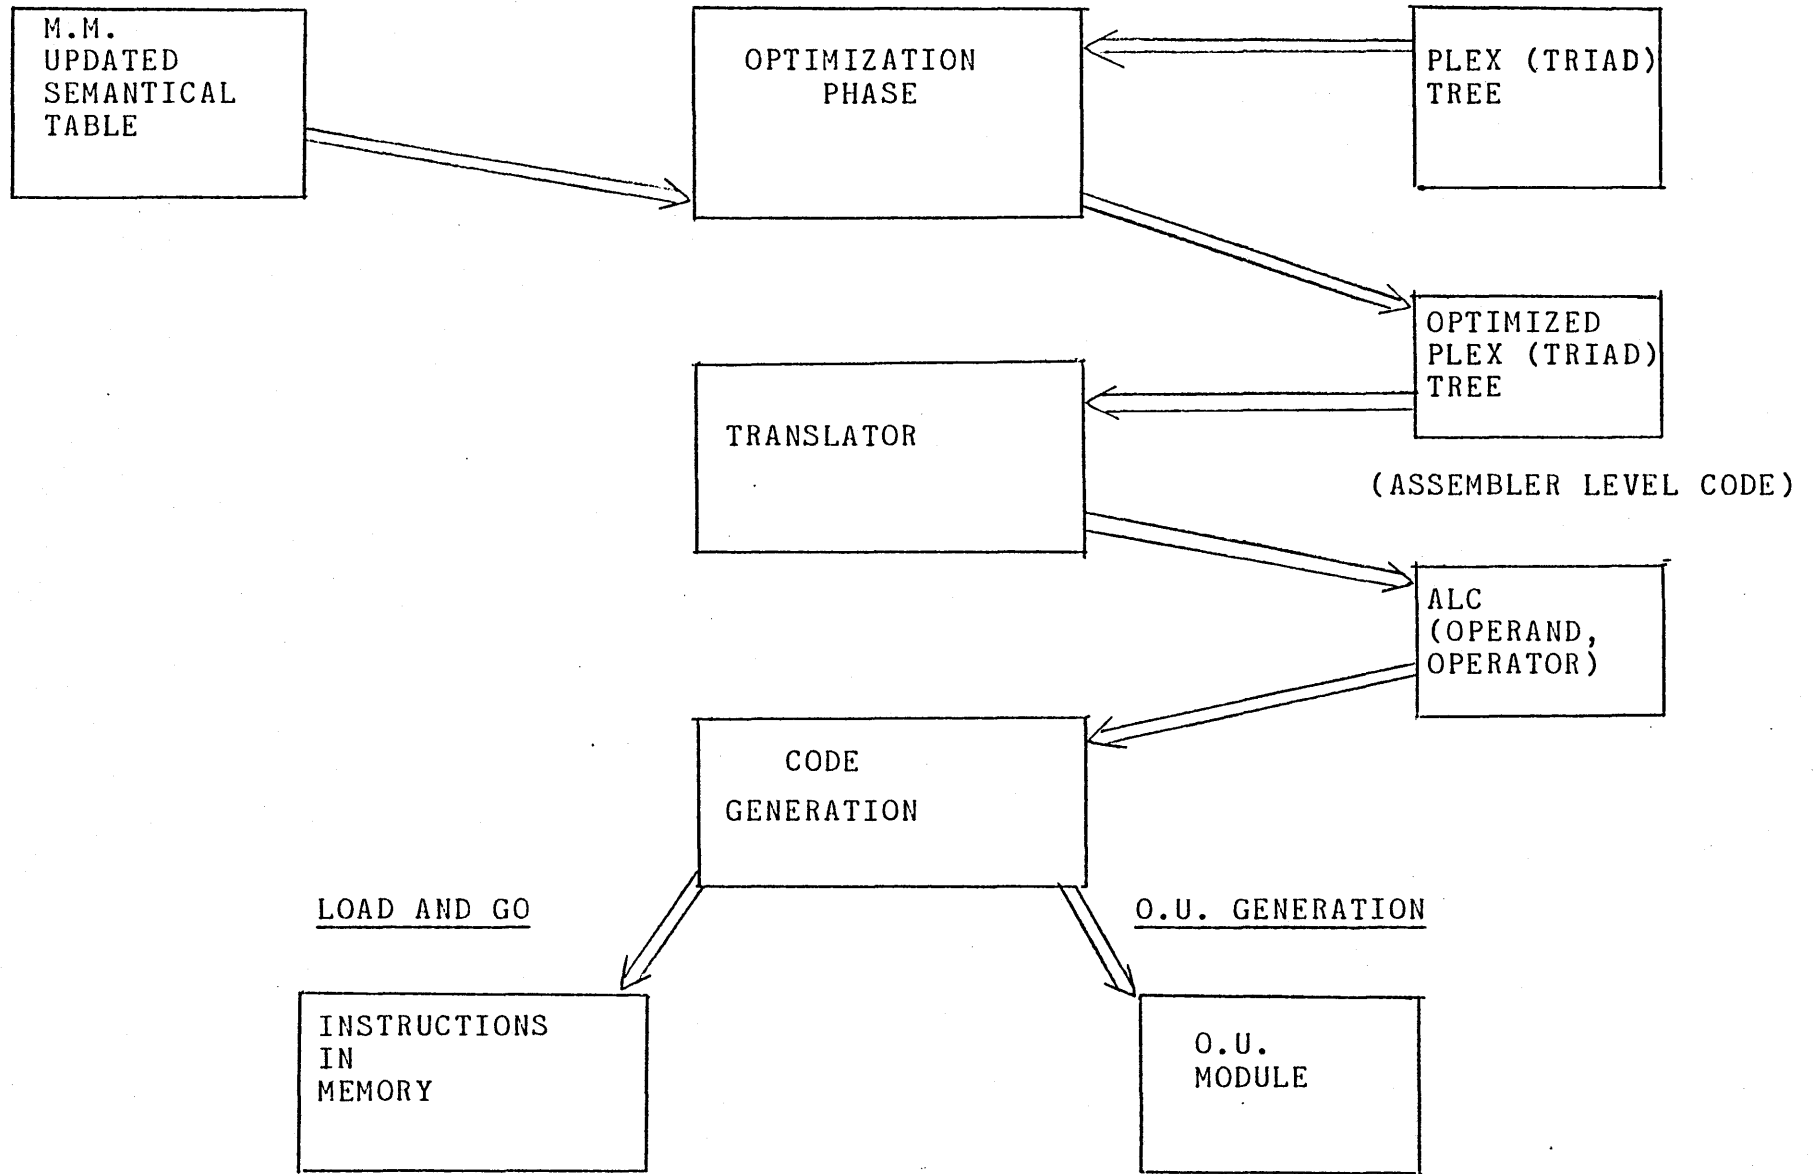 M.M.
UPDATED
SEMANTICAL
TABLE
OPTIMIZATION
PHASE
PLEX (TRIAD)
TREE
OPTIMIZED
PLEX (TRIAD)
TREE
TRANSLATOR
(ASSEMBLER LEVEL CODE)
ALC
(OPERAND,
OPERATOR)
CODE
GENERATION
LOAD AND GO
O.U. GENERATION
INSTRUCTIONS
IN
MEMORY
O.U.
MODULE